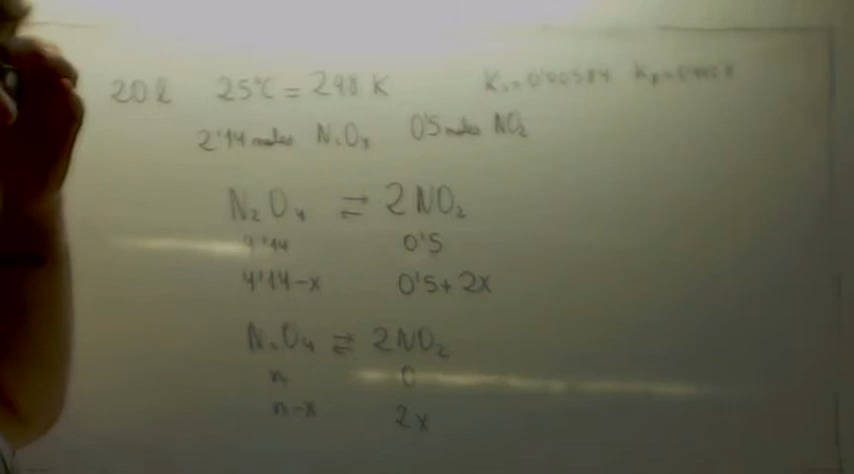 20 l 25°C = 298 K
2'14 moles N₂O₄ 0'5 moles NO₂
N₂O₄ ⇄ 2NO₂
4'14 0'5
4'14-x 0'5+2x
N₂O₄ ⇄ 2NO₂
n 0
n-x 2x